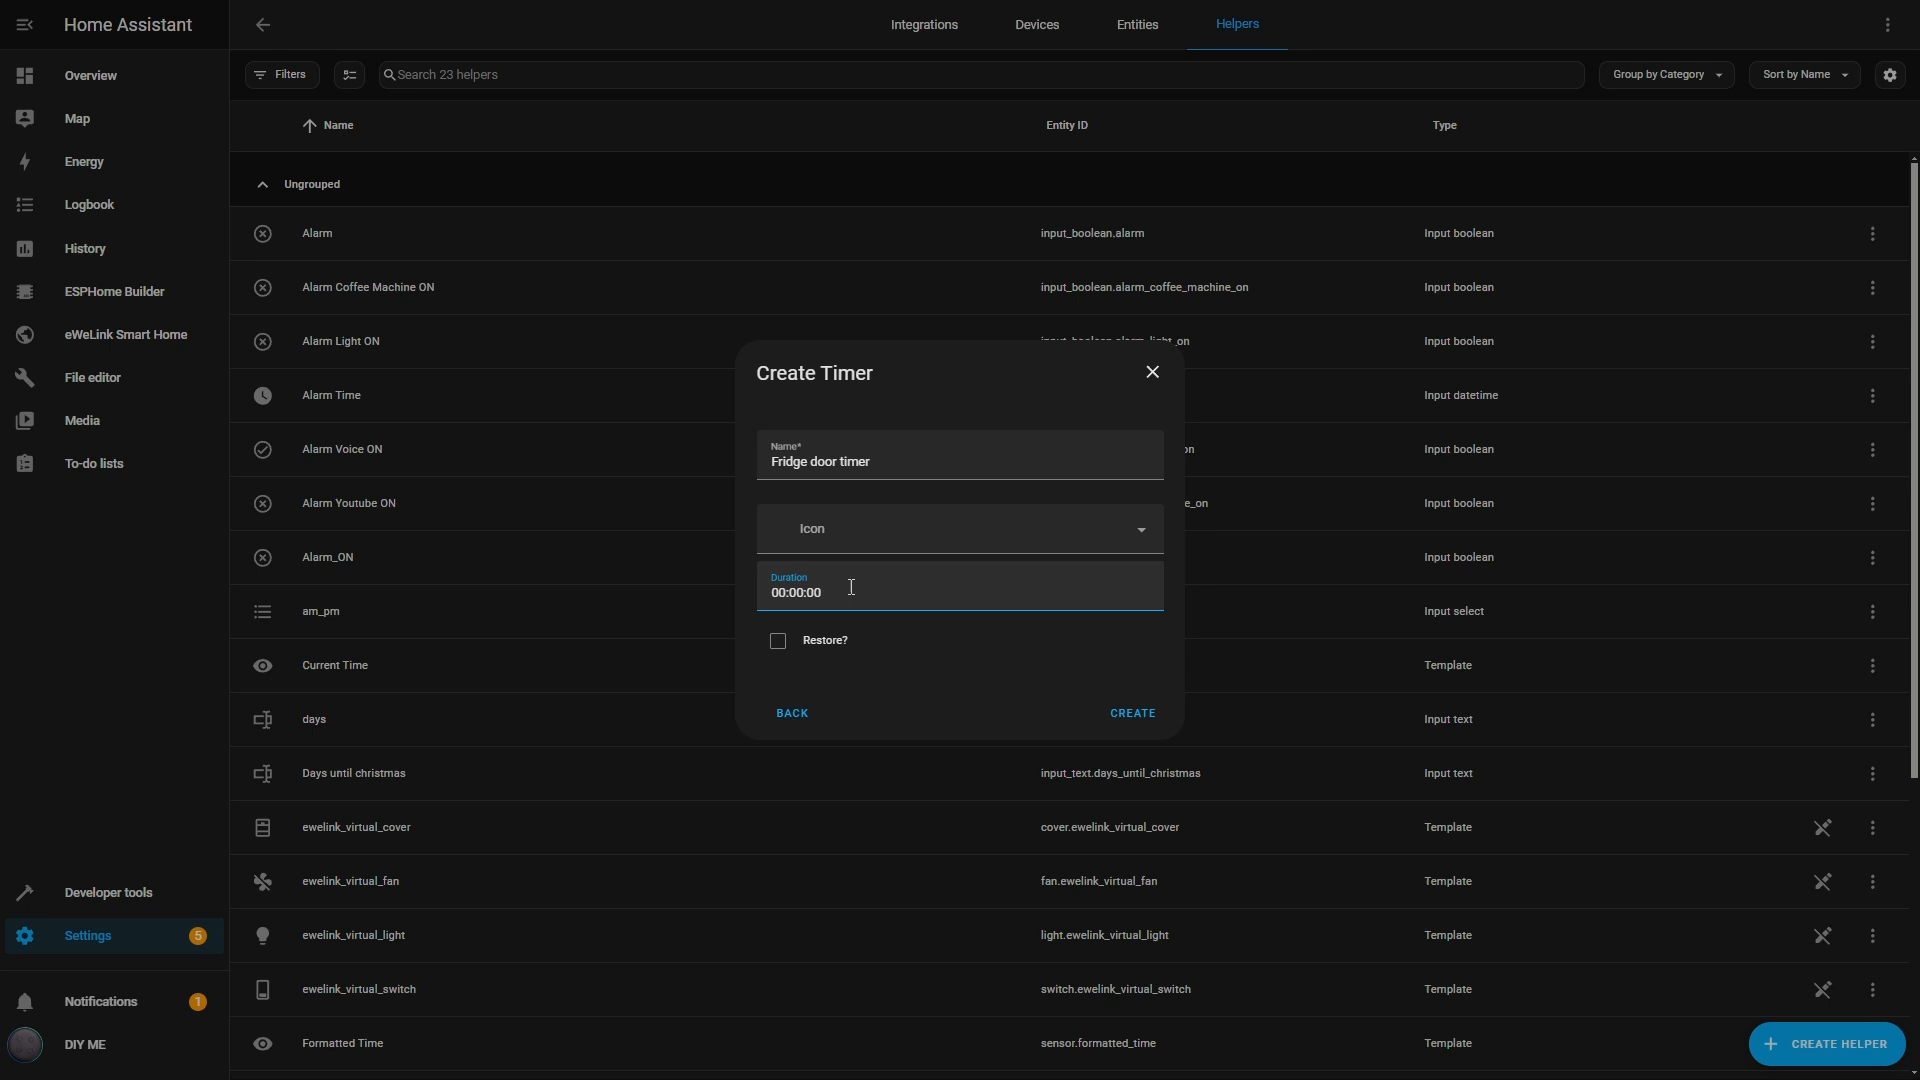 Home Assistant
Integrations Devices Entities Helpers
Overview
Map
Energy
Logbook
History
ESPHome Builder
eWeLink Smart Home
File editor
Media
To-do lists
Developer tools
Settings 5
Notifications 1
DIY ME
Filters
Search 23 helpers
Group by Category
Sort by Name
Name Entity ID Type
Ungrouped
Alarm input_boolean.alarm Input boolean
Alarm Coffee Machine ON input_boolean.alarm_coffee_machine_on Input boolean
Alarm Light ON input_boolean.alarm_light_on Input boolean
Alarm Time Input datetime
Alarm Voice ON on Input boolean
Alarm Youtube ON e_on Input boolean
Alarm_ON Input boolean
am_pm Input select
Current Time Template
days Input text
Days until christmas input_text.days_until_christmas Input text
ewelink_virtual_cover cover.ewelink_virtual_cover Template
ewelink_virtual_fan fan.ewelink_virtual_fan Template
ewelink_virtual_light light.ewelink_virtual_light Template
ewelink_virtual_switch switch.ewelink_virtual_switch Template
Formatted Time sensor.formatted_time Template
Create Timer
Name*
Fridge door timer
Icon
Duration
00:00:00
Restore?
BACK CREATE
CREATE HELPER